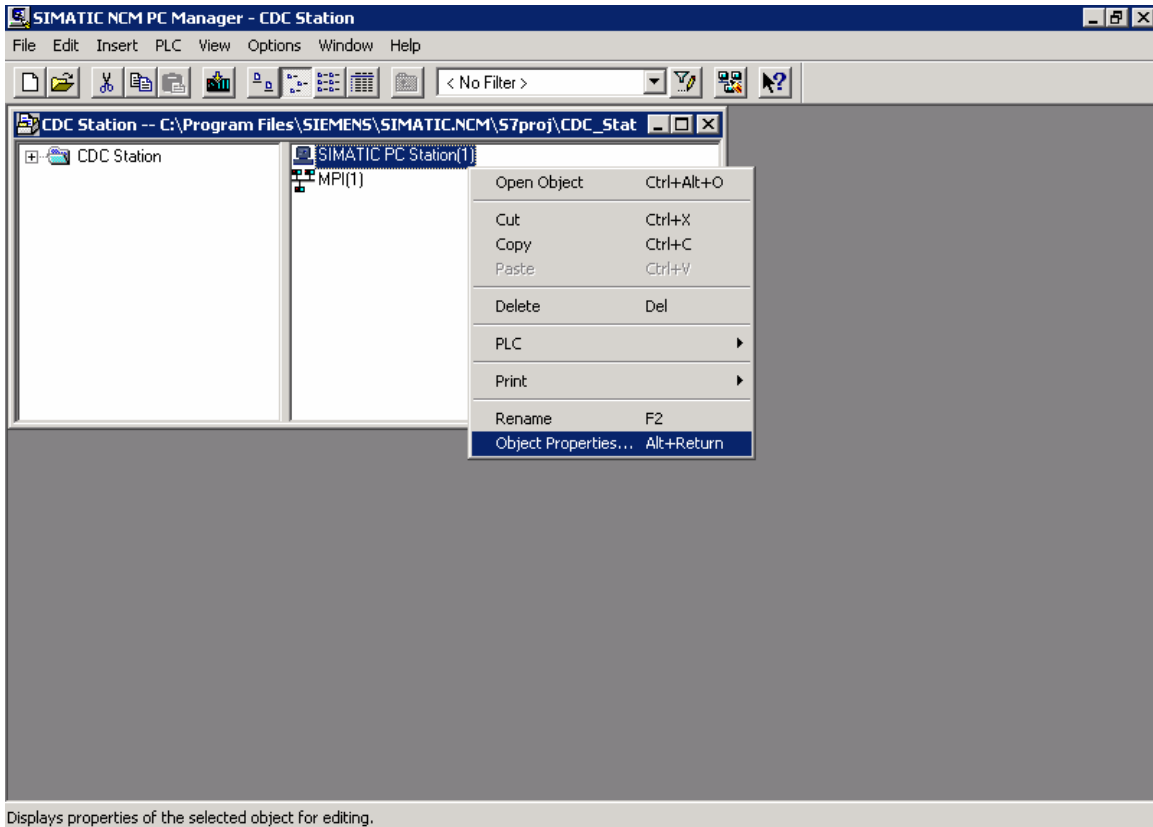 SIMATIC NCM PC Manager - CDC Station
File Edit Insert PLC View Options Window Help
< No Filter >
CDC Station -- C:\Program Files\SIEMENS\SIMATIC.NCM\S7proj\CDC_Stat
CDC Station
SIMATIC PC Station(1)
MPI(1)
Open Object Ctrl+Alt+O
Cut Ctrl+X
Copy Ctrl+C
Paste Ctrl+V
Delete Del
PLC
Print
Rename F2
Object Properties... Alt+Return
Displays properties of the selected object for editing.